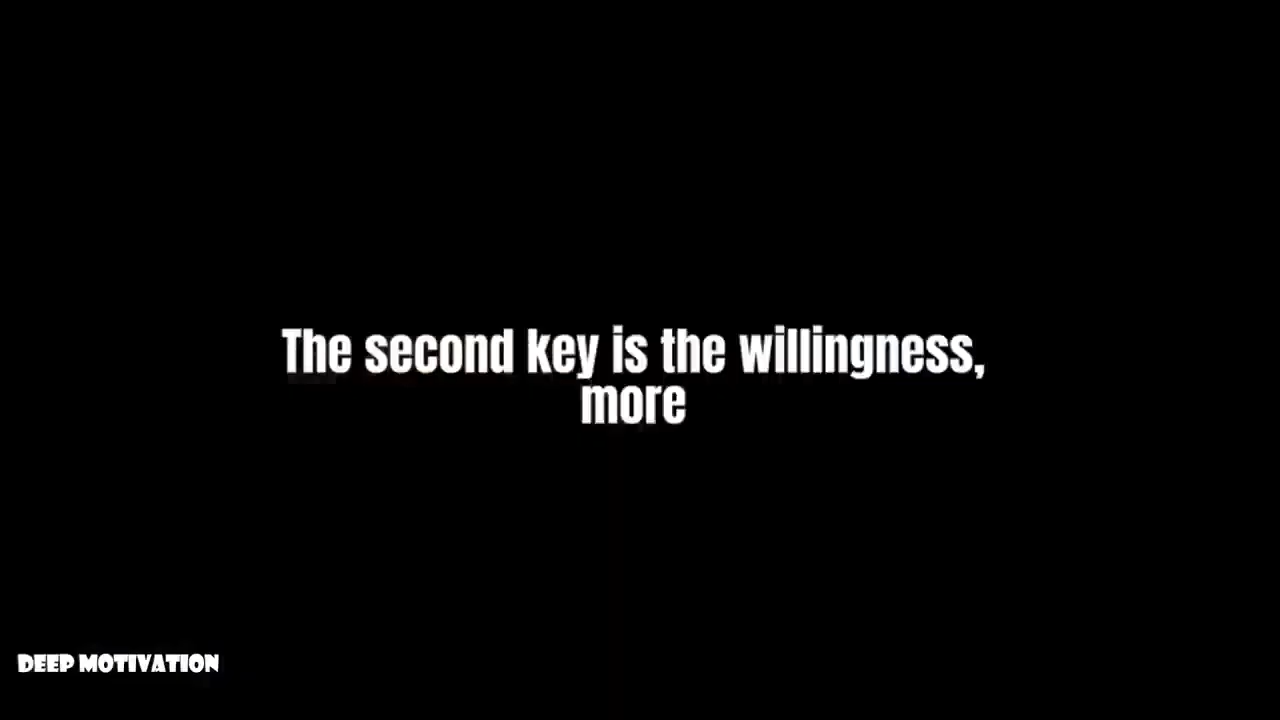 The second key is the willingness,
more
DEEP MOTIVATION